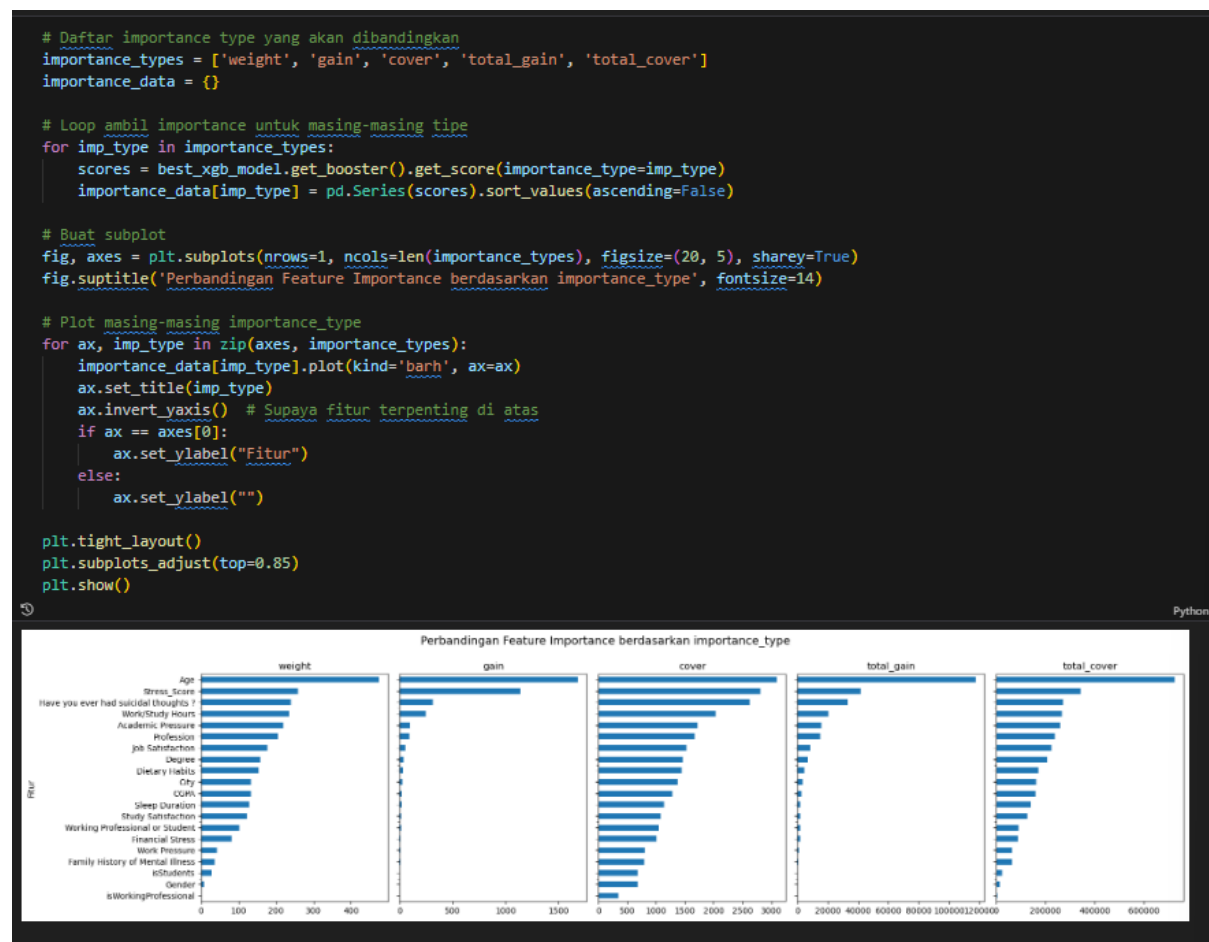 # Daftar importance type yang akan dibandingkan
importance_types = ['weight', 'gain', 'cover', 'total_gain', 'total_cover']
importance_data = {}
# Loop ambil importance untuk masing-masing tipe
for imp_type in importance_types:
    scores = best_xgb_model.get_booster().get_score(importance_type=imp_type)
    importance_data[imp_type] = pd.Series(scores).sort_values(ascending=False)
# Buat subplot
fig, axes = plt.subplots(nrows=1, ncols=len(importance_types), figsize=(20, 5), sharey=True)
fig.suptitle('Perbandingan Feature Importance berdasarkan importance_type', fontsize=14)
# Plot masing-masing importance_type
for ax, imp_type in zip(axes, importance_types):
    importance_data[imp_type].plot(kind='barh', ax=ax)
    ax.set_title(imp_type)
    ax.invert_yaxis()  # Supaya fitur terpenting di atas
    if ax == axes[0]:
        ax.set_ylabel("Fitur")
    else:
        ax.set_ylabel("")
plt.tight_layout()
plt.subplots_adjust(top=0.85)
plt.show()
Python
Perbandingan Feature Importance berdasarkan importance_type
weight gain cover total_gain total_cover
Age
Stress_Score
Have you ever had suicidal thoughts ?
Work/Study Hours
Academic Pressure
Profession
Job Satisfaction
Degree
Dietary Habits
City
CGPA
Sleep Duration
Study Satisfaction
Working Professional or Student
Financial Stress
Work Pressure
Family History of Mental Illness
isStudents
Gender
isWorkingProfessional
Fitur
0 100 200 300 400 0 500 1000 1500 0 500 1000 1500 2000 2500 3000 0 20000 40000 60000 80000 100000120000 200000 400000 600000